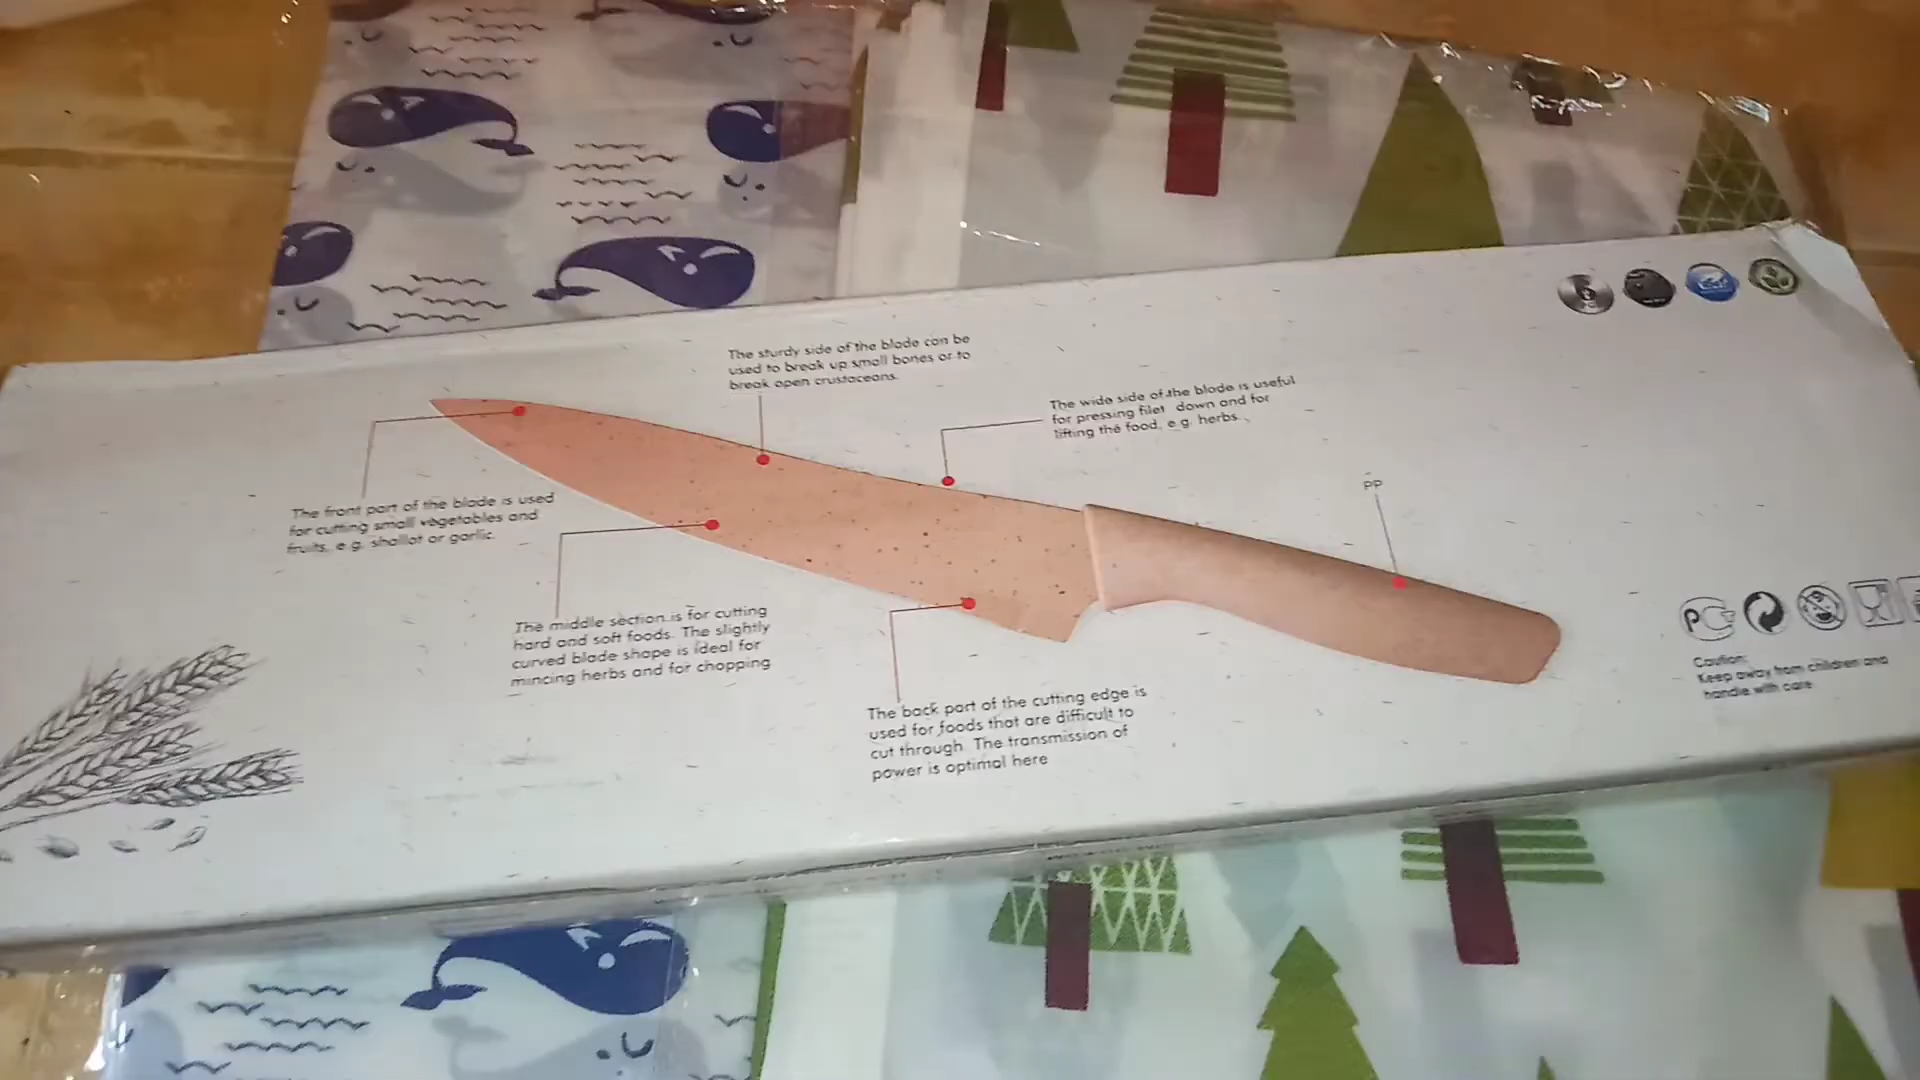 The sturdy side of the blade can be
used to break up small bones or to
break open crustaceans.
The wide side of the blade is useful
for pressing filet down and for
lifting the food, e.g. herbs.
The front part of the blade is used
for cutting small vegetables and
fruits, e.g. shallot or garlic.
PP
The middle section is for cutting
hard and soft foods. The slightly
curved blade shape is ideal for
mincing herbs and for chopping
The back part of the cutting edge is
used for foods that are difficult to
cut through. The transmission of
power is optimal here
Caution:
Keep away from children and
handle with care